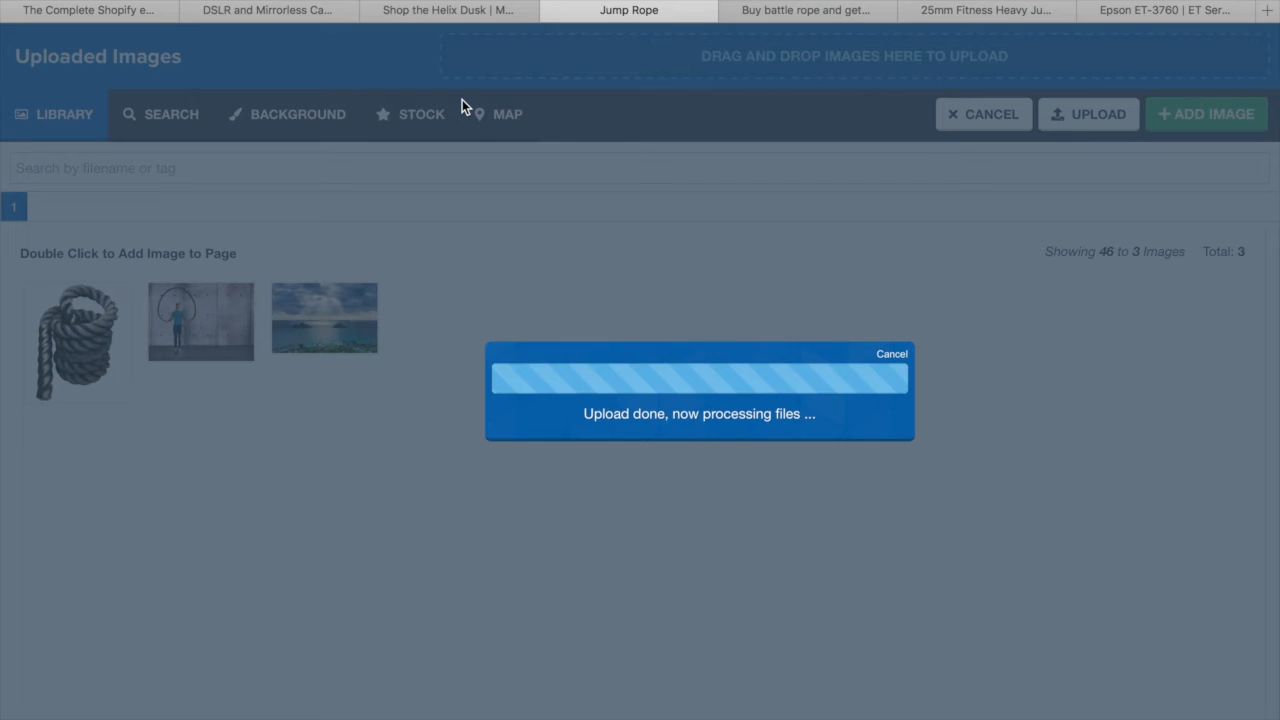 The Complete Shopify e...
DSLR and Mirrorless Ca...
Shop the Helix Dusk | M...
Jump Rope
Buy battle rope and get...
25mm Fitness Heavy Ju...
Epson ET-3760 | ET Ser...
Uploaded Images
DRAG AND DROP IMAGES HERE TO UPLOAD
LIBRARY
SEARCH
BACKGROUND
STOCK
MAP
CANCEL
UPLOAD
ADD IMAGE
Search by filename or tag
1
Double Click to Add Image to Page
Showing 46 to 3 Images
Total: 3
Cancel
Upload done, now processing files ...